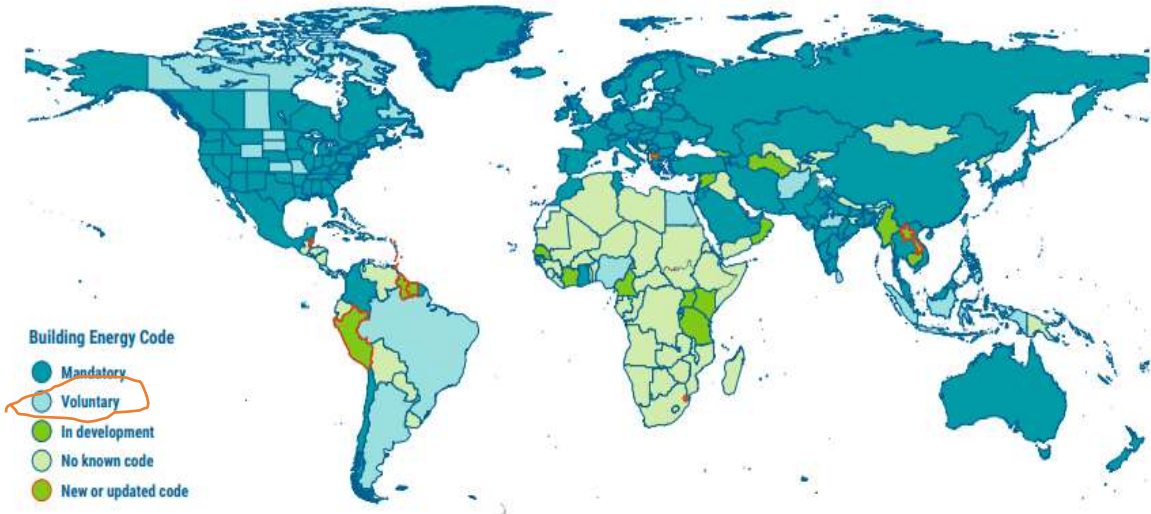 Building Energy Code
Mandatory
Voluntary
In development
No known code
New or updated code